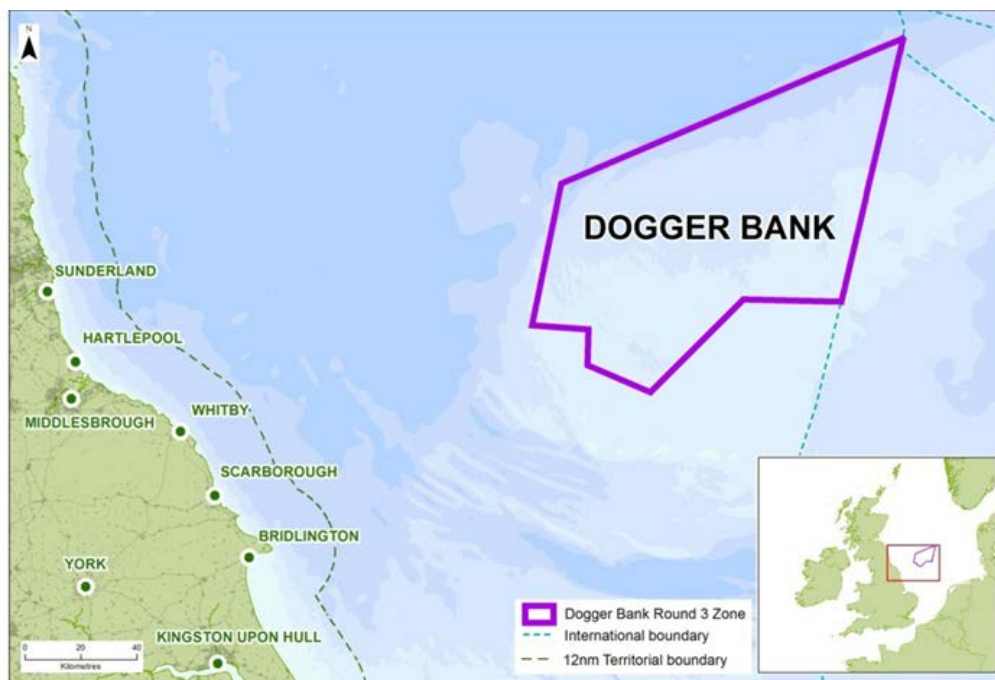 N
DOGGER BANK
SUNDERLAND
HARTLEPOOL
MIDDLESBROUGH
WHITBY
SCARBOROUGH
BRIDLINGTON
YORK
KINGSTON UPON HULL
0 20 40
Kilometres
Dogger Bank Round 3 Zone
International boundary
12nm Territorial boundary